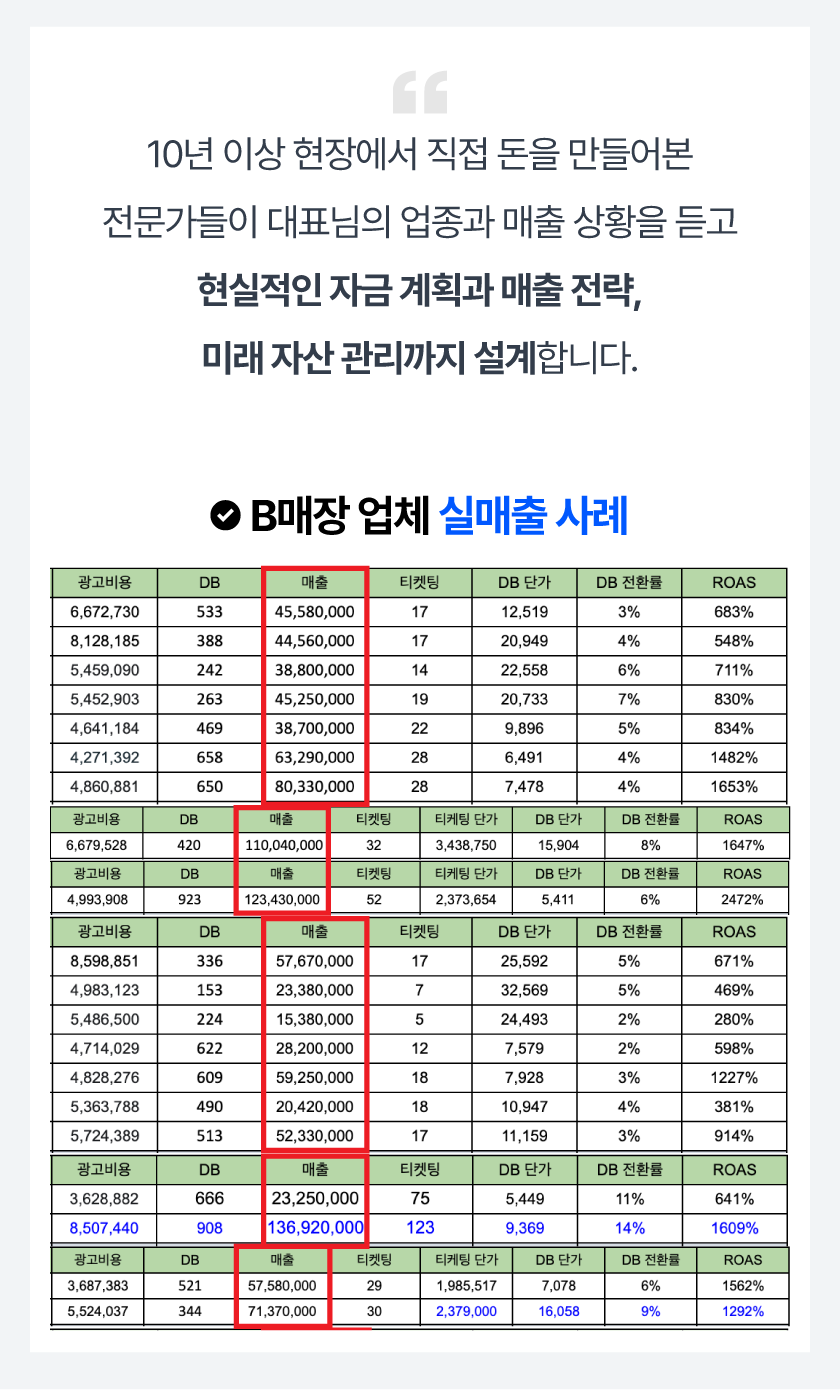 “
10년 이상 현장에서 직접 돈을 만들어본
전문가들이 대표님의 업종과 매출 상황을 듣고
현실적인 자금 계획과 매출 전략,
미래 자산 관리까지 설계합니다.
B매장 업체 실매출 사례
광고비용 DB 매출 티켓팅 DB 단가 DB 전환률 ROAS
6,672,730 533 45,580,000 17 12,519 3% 683%
8,128,185 388 44,560,000 17 20,949 4% 548%
5,459,090 242 38,800,000 14 22,558 6% 711%
5,452,903 263 45,250,000 19 20,733 7% 830%
4,641,184 469 38,700,000 22 9,896 5% 834%
4,271,392 658 63,290,000 28 6,491 4% 1482%
4,860,881 650 80,330,000 28 7,478 4% 1653%
광고비용 DB 매출 티켓팅 티케팅 단가 DB 단가 DB 전환률 ROAS
6,679,528 420 110,040,000 32 3,438,750 15,904 8% 1647%
광고비용 DB 매출 티켓팅 티케팅 단가 DB 단가 DB 전환률 ROAS
4,993,908 923 123,430,000 52 2,373,654 5,411 6% 2472%
광고비용 DB 매출 티켓팅 DB 단가 DB 전환률 ROAS
8,598,851 336 57,670,000 17 25,592 5% 671%
4,983,123 153 23,380,000 7 32,569 5% 469%
5,486,500 224 15,380,000 5 24,493 2% 280%
4,714,029 622 28,200,000 12 7,579 2% 598%
4,828,276 609 59,250,000 18 7,928 3% 1227%
5,363,788 490 20,420,000 18 10,947 4% 381%
5,724,389 513 52,330,000 17 11,159 3% 914%
광고비용 DB 매출 티켓팅 DB 단가 DB 전환률 ROAS
3,628,882 666 23,250,000 75 5,449 11% 641%
8,507,440 908 136,920,000 123 9,369 14% 1609%
광고비용 DB 매출 티켓팅 티케팅 단가 DB 단가 DB 전환률 ROAS
3,687,383 521 57,580,000 29 1,985,517 7,078 6% 1562%
5,524,037 344 71,370,000 30 2,379,000 16,058 9% 1292%